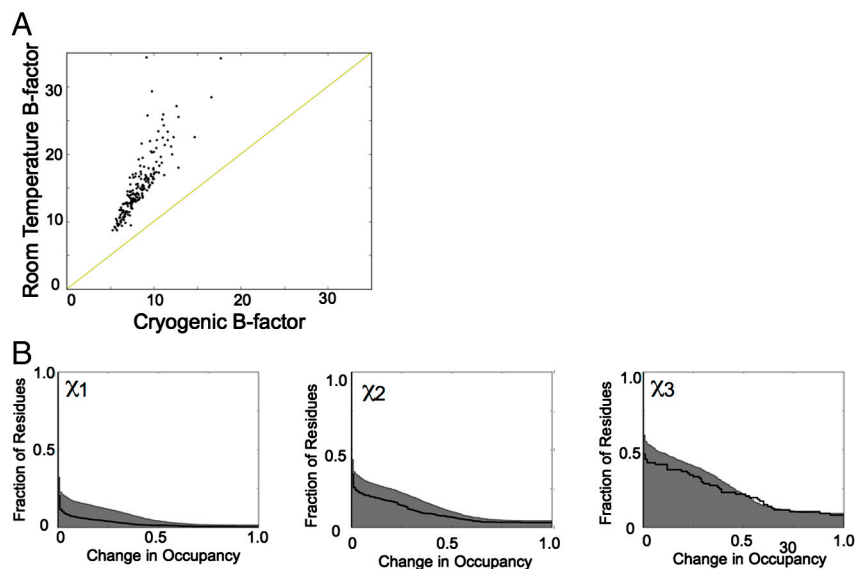 A
Room Temperature B-factor
30
20
10
0
0 10 20 30
Cryogenic B-factor
B
Fraction of Residues
1.0
0.5
0
χ1
0 0.5 1.0
Change in Occupancy
Fraction of Residues
1.0
0.5
0
χ2
0 0.5 1.0
Change in Occupancy
Fraction of Residues
1.0
0.5
0
χ3
0 0.5 1.0
30
Change in Occupancy